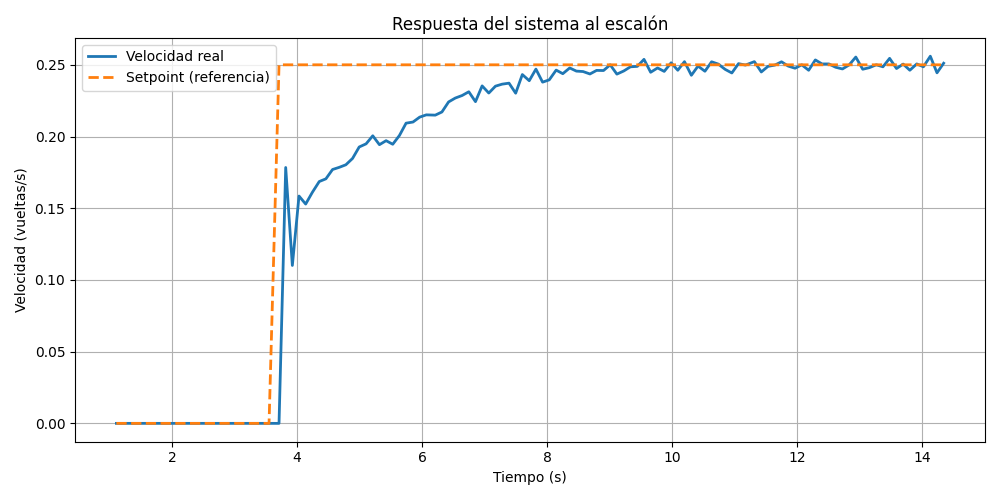 Respuesta del sistema al escalón
Velocidad real
Setpoint (referencia)
Velocidad (vueltas/s)
0.25
0.20
0.15
0.10
0.05
0.00
2 4 6 8 10 12 14
Tiempo (s)